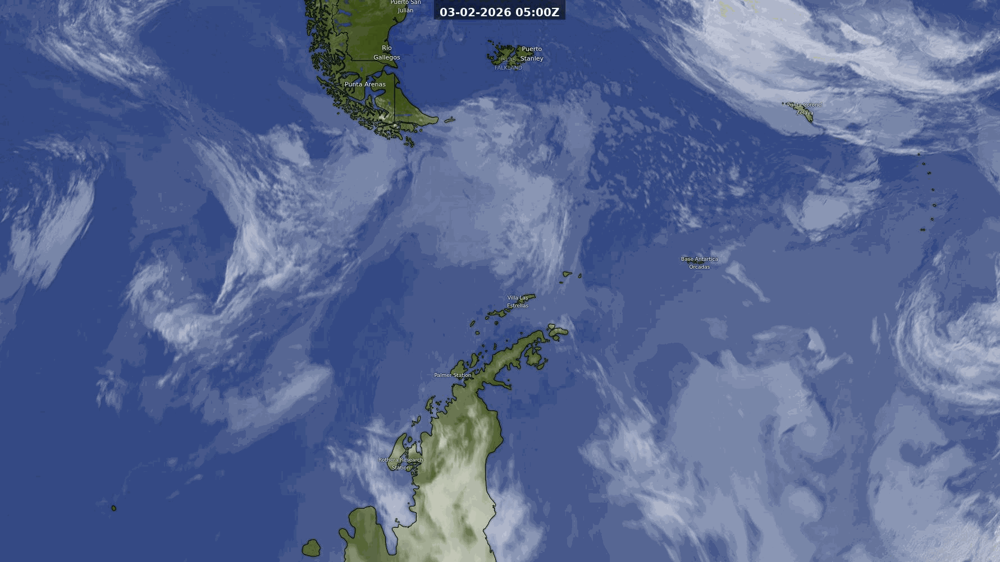 Puerto San
Julián
03-02-2026 05:00Z
Río
Gallegos
Puerto
Stanley
ISLAS
FALKLAND
Punta Arenas
Punta Coronel
Zelaya
Base Antartica
Orcadas
Villa Las
Estrellas
Palmer Station
Rothera Research
Station